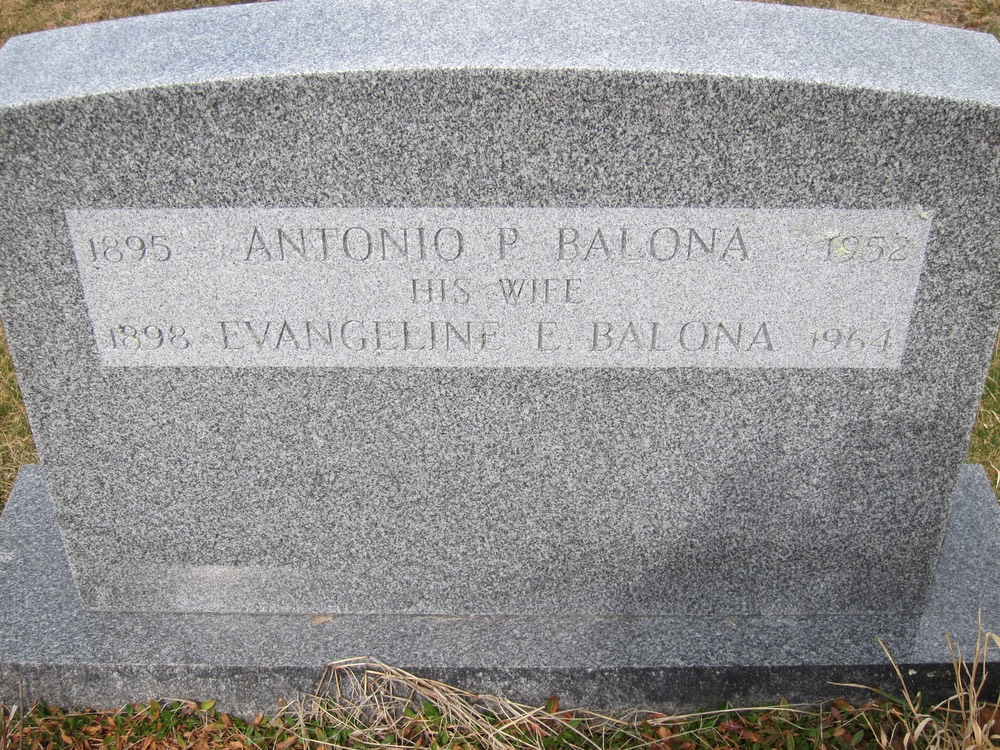 1895 ANTONIO P. BALONA 1952
HIS WIFE
1898 EVANGELINE E. BALONA 1964